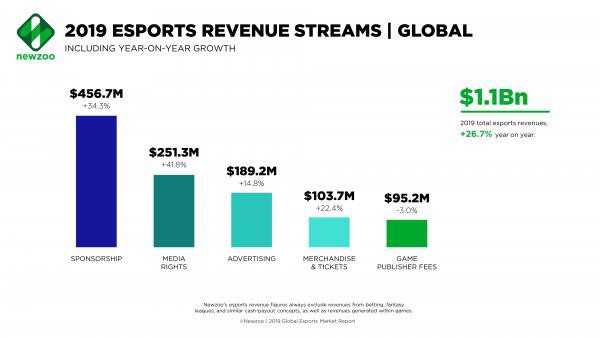 newzoo
2019 ESPORTS REVENUE STREAMS | GLOBAL
INCLUDING YEAR-ON-YEAR GROWTH
$456.7M
+34.3%
$251.3M
+41.8%
$189.2M
+14.8%
$103.7M
+22.4%
$95.2M
-3.0%
SPONSORSHIP
MEDIA
RIGHTS
ADVERTISING
MERCHANDISE
& TICKETS
GAME
PUBLISHER FEES
$1.1Bn
2019 total esports revenues,
+26.7% year on year.
Newzoo's esports revenue figures always exclude revenues from betting, fantasy
leagues, and similar cash-payout concepts, as well as revenues generated within games.
©Newzoo | 2019 Global Esports Market Report